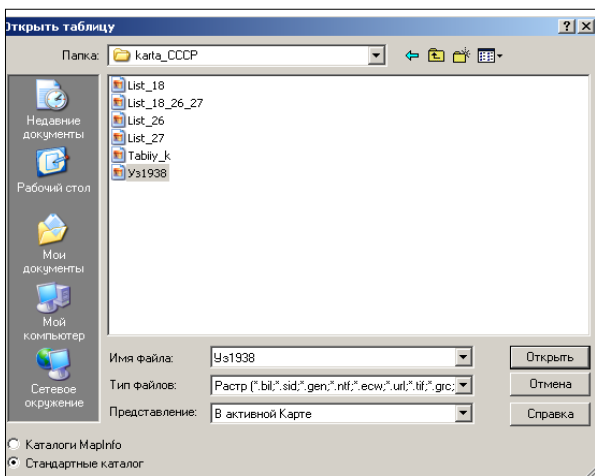 Открыть таблицу
Папка: karta_СССР
List_18
List_18_26_27
List_26
List_27
Tabiiy_k
Уз1938
Недавние документы
Рабочий стол
Мои документы
Мой компьютер
Сетевое окружение
Имя файла: Уз1938 Открыть
Тип файлов: Растр (*.bil;*.sid;*.gen;*.ntf;*.ecw;*.url;*.tif;*.grc; Отмена
Представление: В активной Карте Справка
Каталоги MapInfo
Стандартные каталог